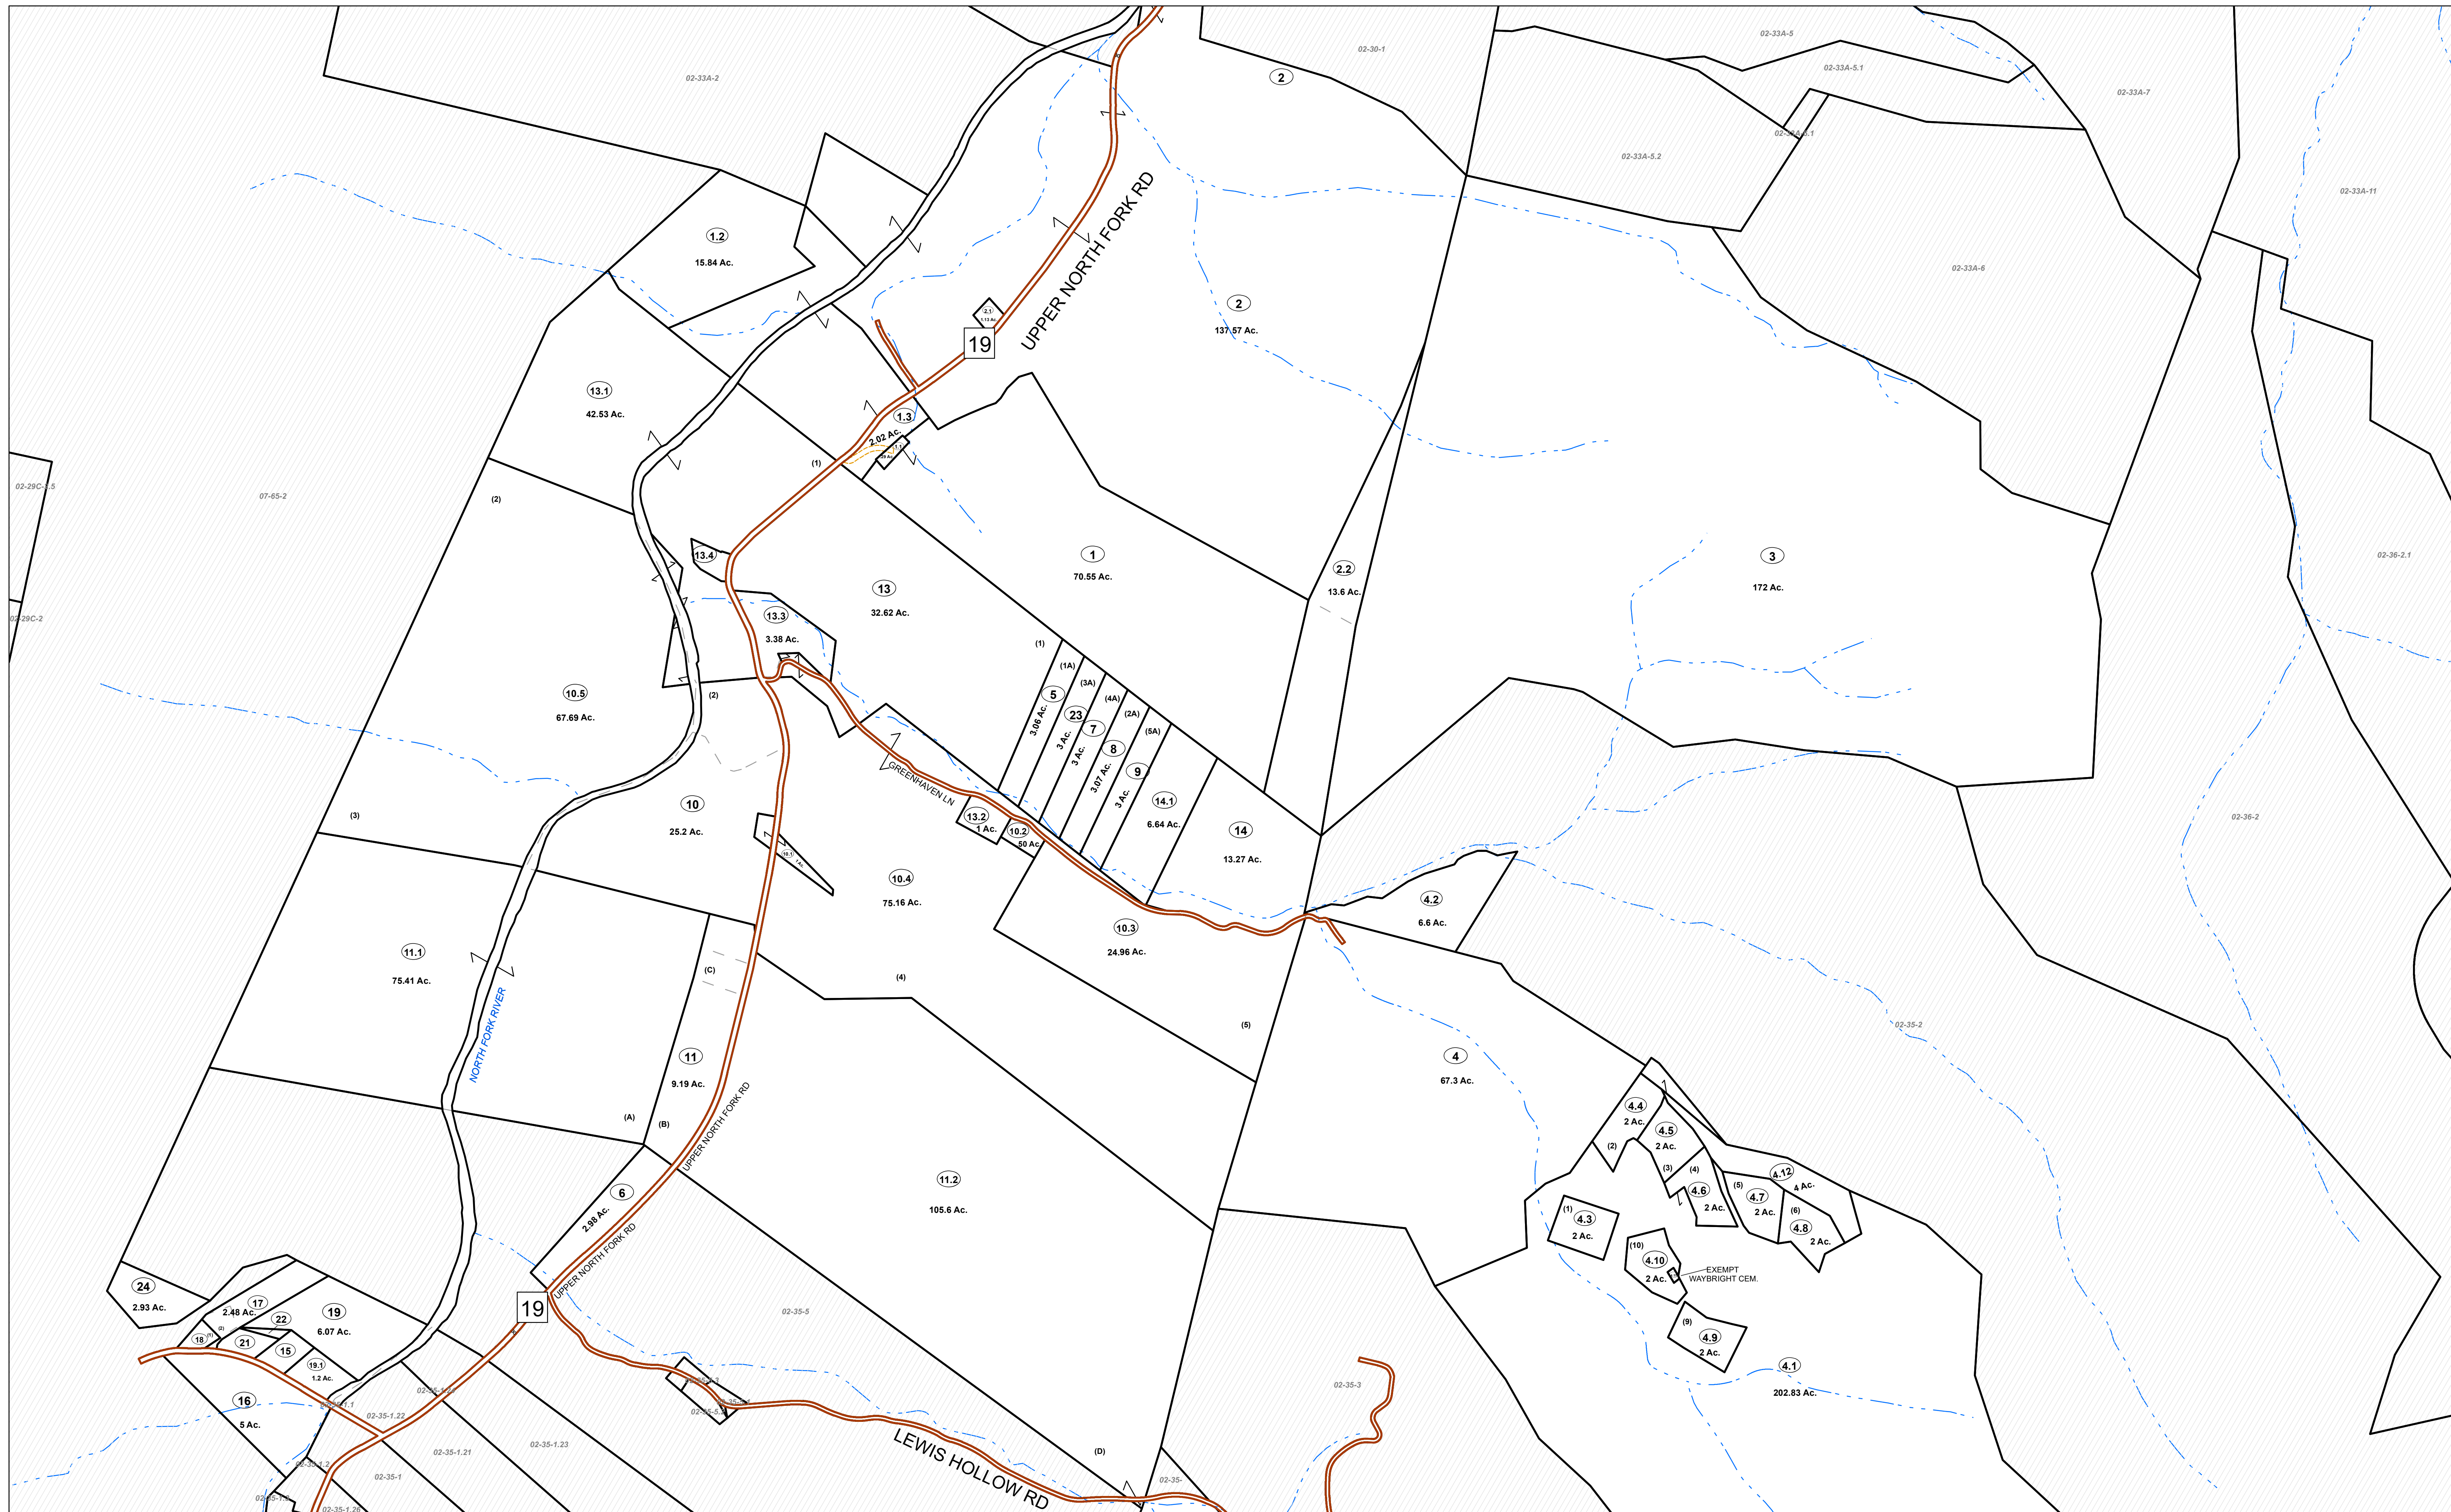 02-30-1
02-33A-5
02-33A-2
2
02-33A-5.1
02-33A-7
02-33A-5.2
02-33A-11
UPPER NORTH FORK RD
1.2
15.84 Ac.
02-33A-6
2
137.57 Ac.
2.1
1.13 Ac.
19
13.1
42.53 Ac.
1.3
2.02 Ac.
(1)
07-65-2
(2)
13.4
1
70.55 Ac.
2.2
13.6 Ac.
3
172 Ac.
02-36-2.1
13
32.62 Ac.
13.3
3.38 Ac.
02-29C-2
(1)
(1A)
(3A)
(4A)
(2A)
(5A)
5
3.06 Ac.
23
3 Ac.
7
3 Ac.
8
3.07 Ac.
9
3 Ac.
10.5
67.69 Ac.
(2)
GREENHAVEN LN
14.1
6.64 Ac.
14
13.27 Ac.
13.2
1 Ac.
10.2
50 Ac.
10
25.2 Ac.
(3)
02-36-2
10.1
10.4
75.16 Ac.
4.2
6.6 Ac.
10.3
24.96 Ac.
11.1
75.41 Ac.
(C)
(4)
(5)
02-35-2
NORTH FORK RIVER
11
9.19 Ac.
4
67.3 Ac.
(A)
(B)
UPPER NORTH FORK RD
4.4
2 Ac.
(2)
4.5
2 Ac.
(3)
(4)
4.6
2 Ac.
(5)
4.7
2 Ac.
4.12
4 Ac.
(6)
4.8
2 Ac.
11.2
105.6 Ac.
6
2.98 Ac.
(1)
4.3
2 Ac.
(10)
4.10
2 Ac.
EXEMPT
WAYBRIGHT CEM.
UPPER NORTH FORK RD
24
2.93 Ac.
17
2.48 Ac.
22
19
6.07 Ac.
19
02-35-5
(9)
4.9
2 Ac.
18
(1)
(2)
21
15
19.1
1.2 Ac.
4.1
202.83 Ac.
02-35-3
16
5 Ac.
02-35-1.22
02-35-1.21
02-35-1.23
02-35-1
(D)
LEWIS HOLLOW RD
02-35-
02-35-1.26